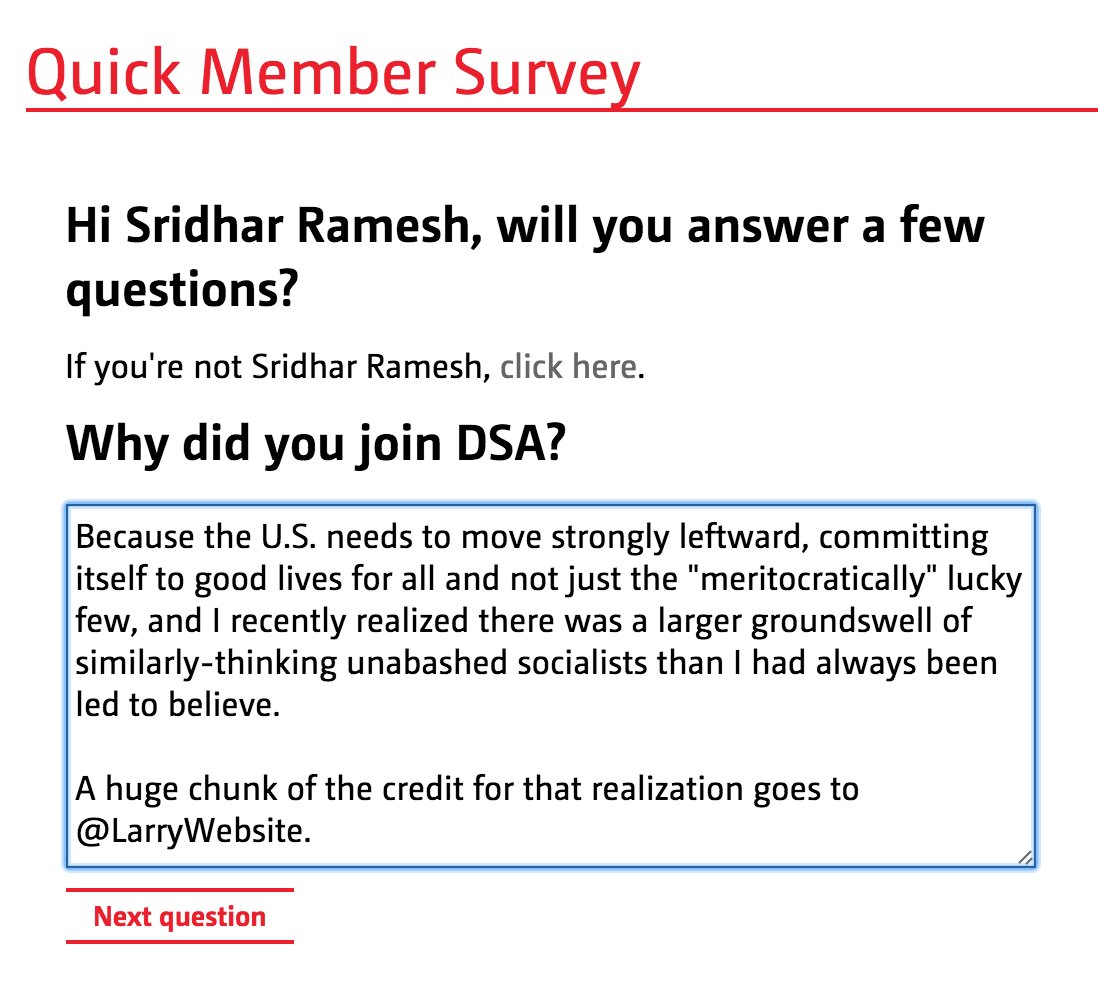 Quick Member Survey
Hi Sridhar Ramesh, will you answer a few
questions?
If you're not Sridhar Ramesh, click here.
Why did you join DSA?
Because the U.S. needs to move strongly leftward, committing
itself to good lives for all and not just the "meritocratically" lucky
few, and I recently realized there was a larger groundswell of
similarly-thinking unabashed socialists than I had always been
led to believe.
A huge chunk of the credit for that realization goes to
@LarryWebsite.
Next question